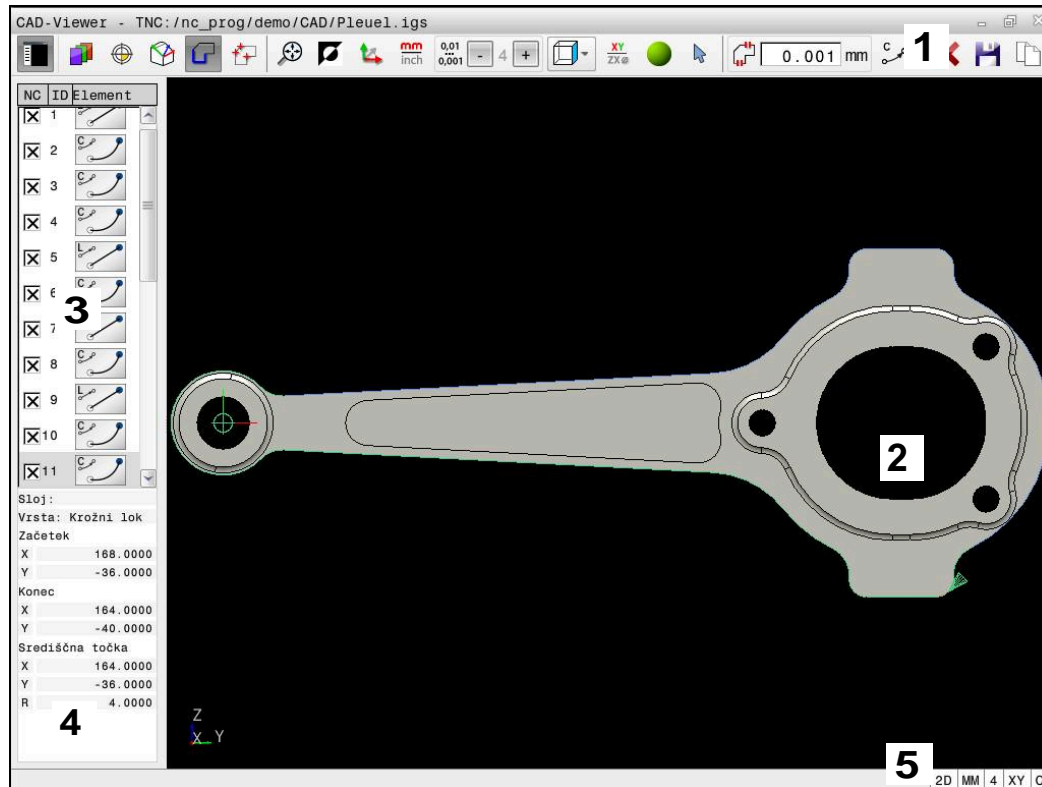 CAD-Viewer - TNC:/nc_prog/demo/CAD/Pleuel.igs
mm
inch
0,01
0,001
- 4 +
XY
ZX
0.001 mm
C
1
NC ID Element
1
2 C
3 C
4 C
5 L
6 C
7
8 C
9 L
10 C
11 C
3
2
Sloj:
Vrsta: Krožni lok
Začetek
X 168.0000
Y -36.0000
Konec
X 164.0000
Y -40.0000
Središčna točka
X 164.0000
Y -36.0000
R 4.0000
4
Z
X Y
5
2D MM 4 XY